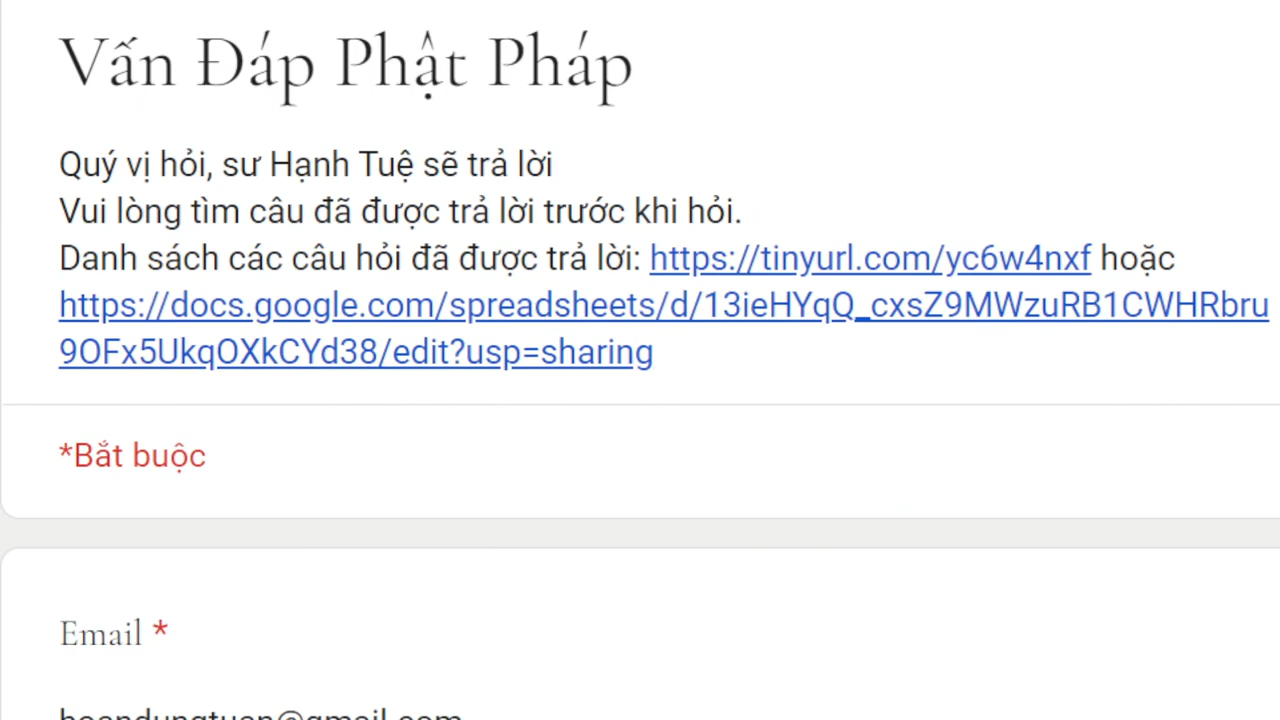 Vấn Đáp Phật Pháp
Quý vị hỏi, sư Hạnh Tuệ sẽ trả lời
Vui lòng tìm câu đã được trả lời trước khi hỏi.
Danh sách các câu hỏi đã được trả lời: https://tinyurl.com/yc6w4nxf hoặc
https://docs.google.com/spreadsheets/d/13ieHYqQ_cxsZ9MWzuRB1CWHRbru
9OFx5UkqOXkCYd38/edit?usp=sharing
*Bắt buộc
Email *